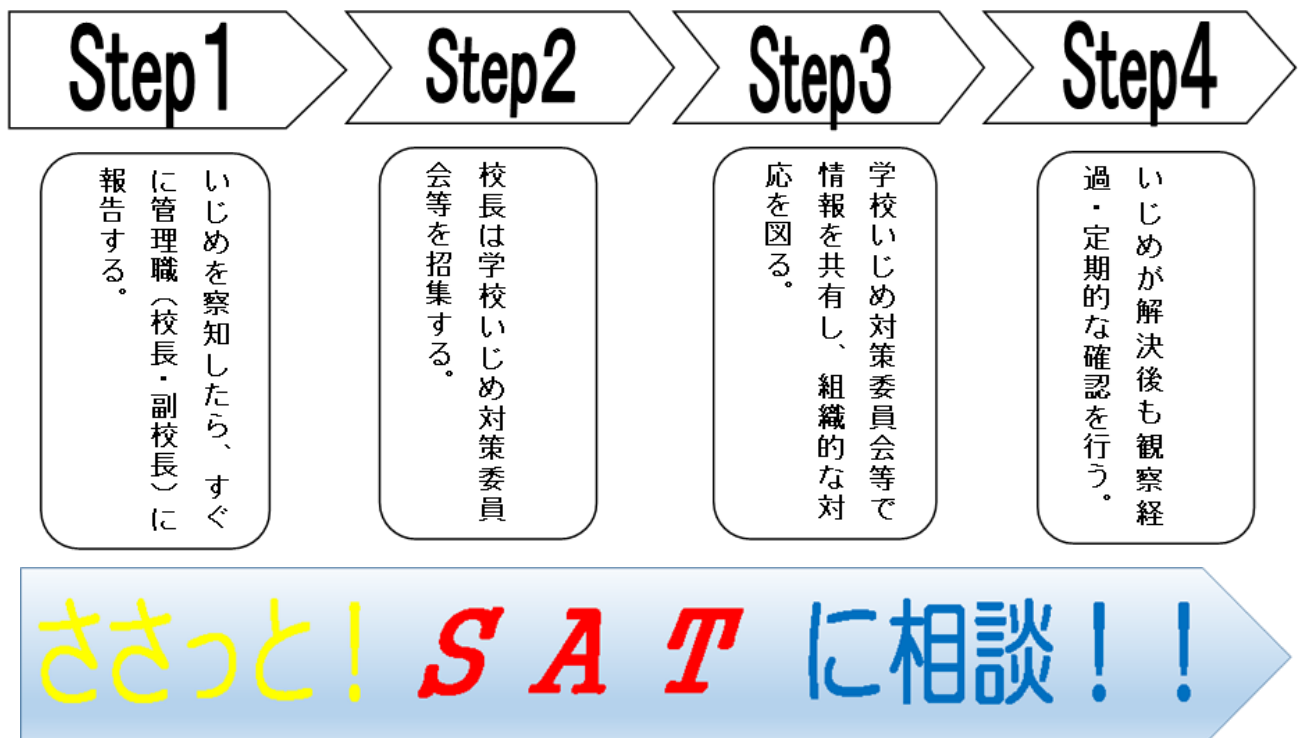 Step1
Step2
Step3
Step4
いじめを察知したら、すぐ
に管理職（校長・副校長）に
報告する。
校長は学校いじめ対策委員
会等を招集する。
学校いじめ対策委員会等で
情報を共有し、組織的な対
応を図る。
いじめが解決後も観察経
過・定期的な確認を行う。
ささっと！ＳＡＴに相談！！